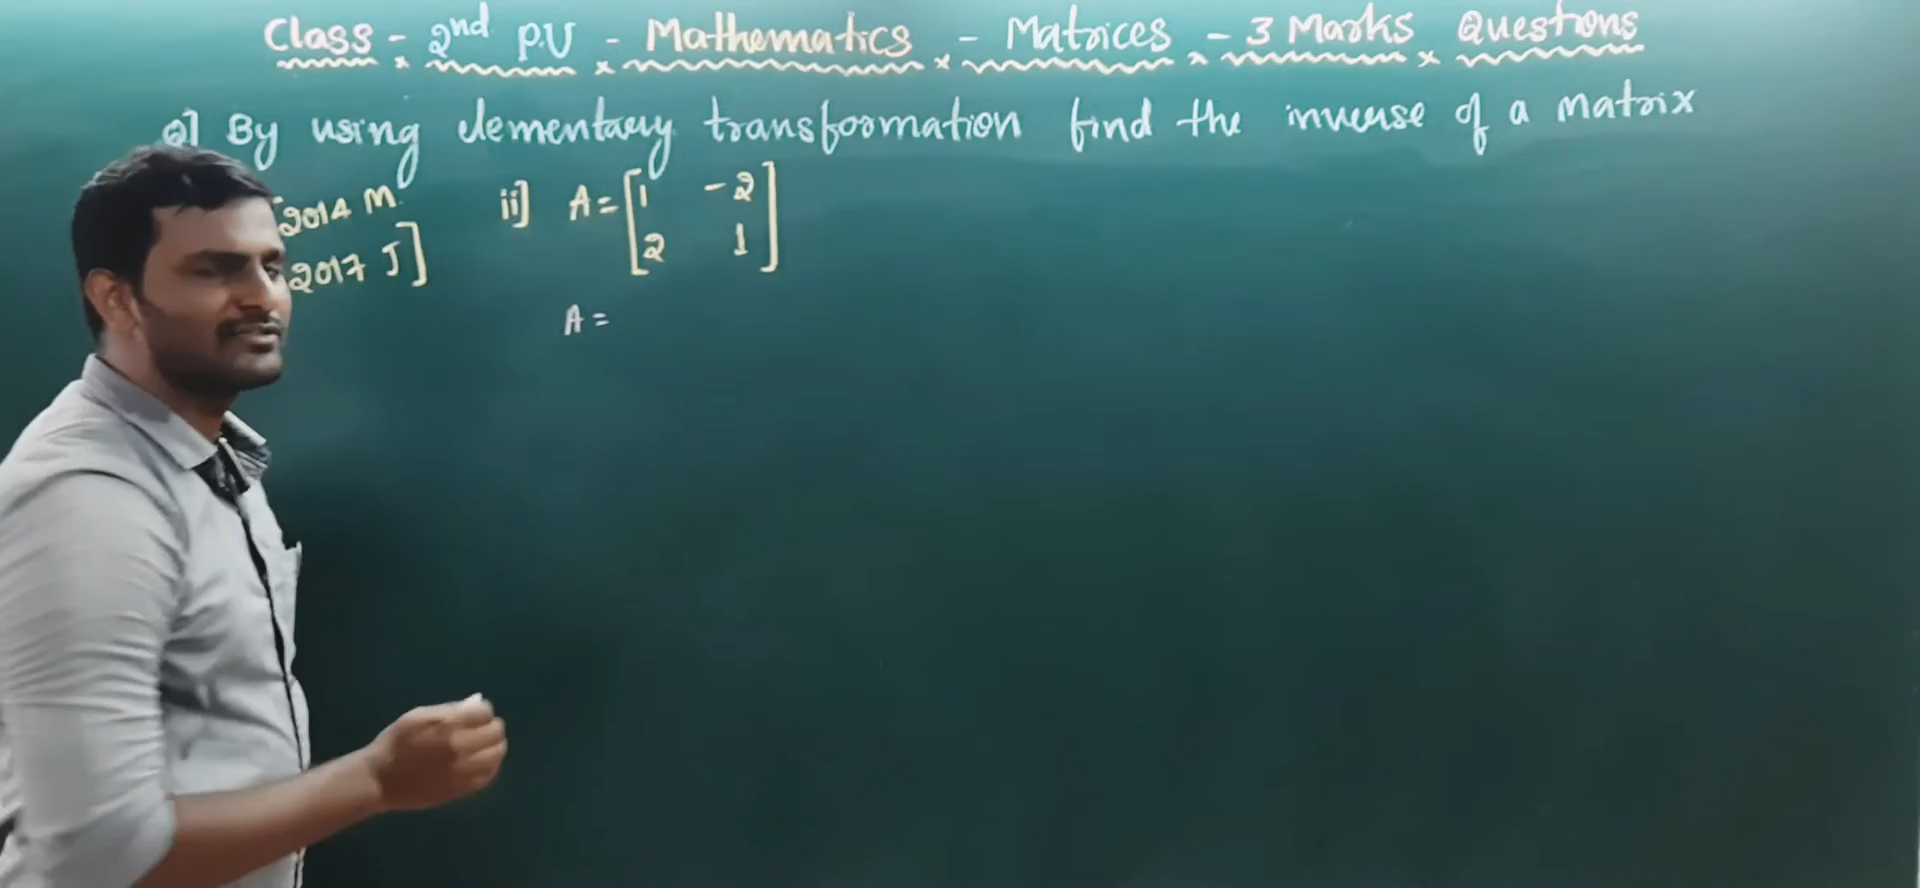 Class - 2nd P.U - Mathematics - Matrices - 3 Marks Questions
Q] By using elementary transformation find the inverse of a matrix
[2014 M.
2017 J]
ii] A = [1 -2
2 1]
A =